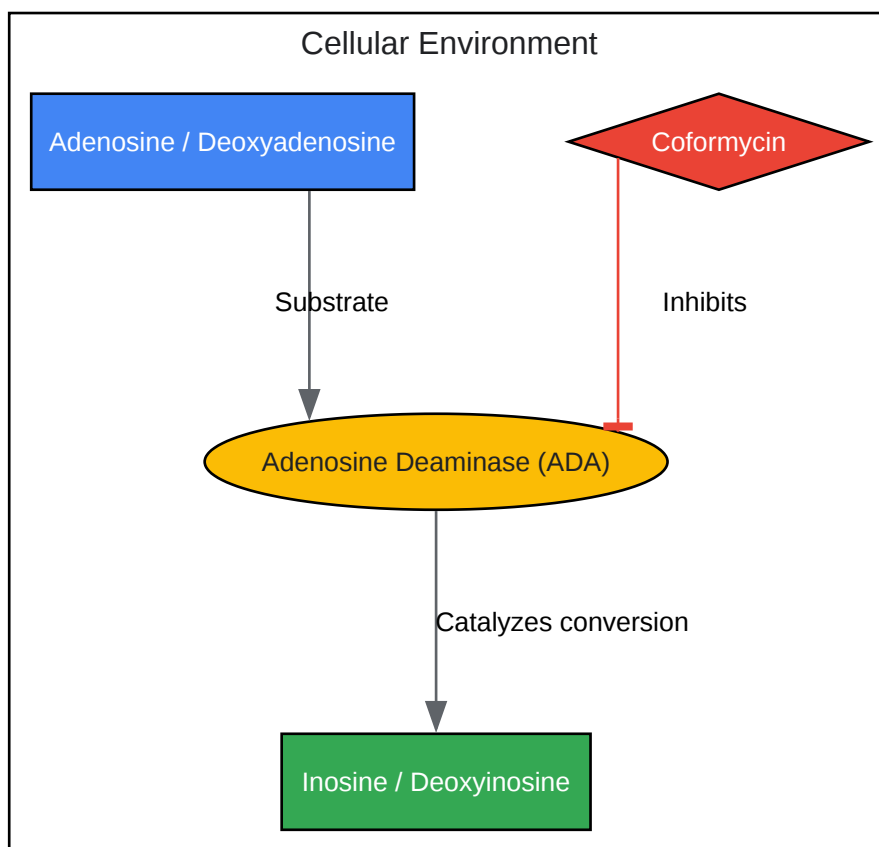 Cellular Environment
Adenosine / Deoxyadenosine
Coformycin
Substrate
Inhibits
Adenosine Deaminase (ADA)
Catalyzes conversion
Inosine / Deoxyinosine